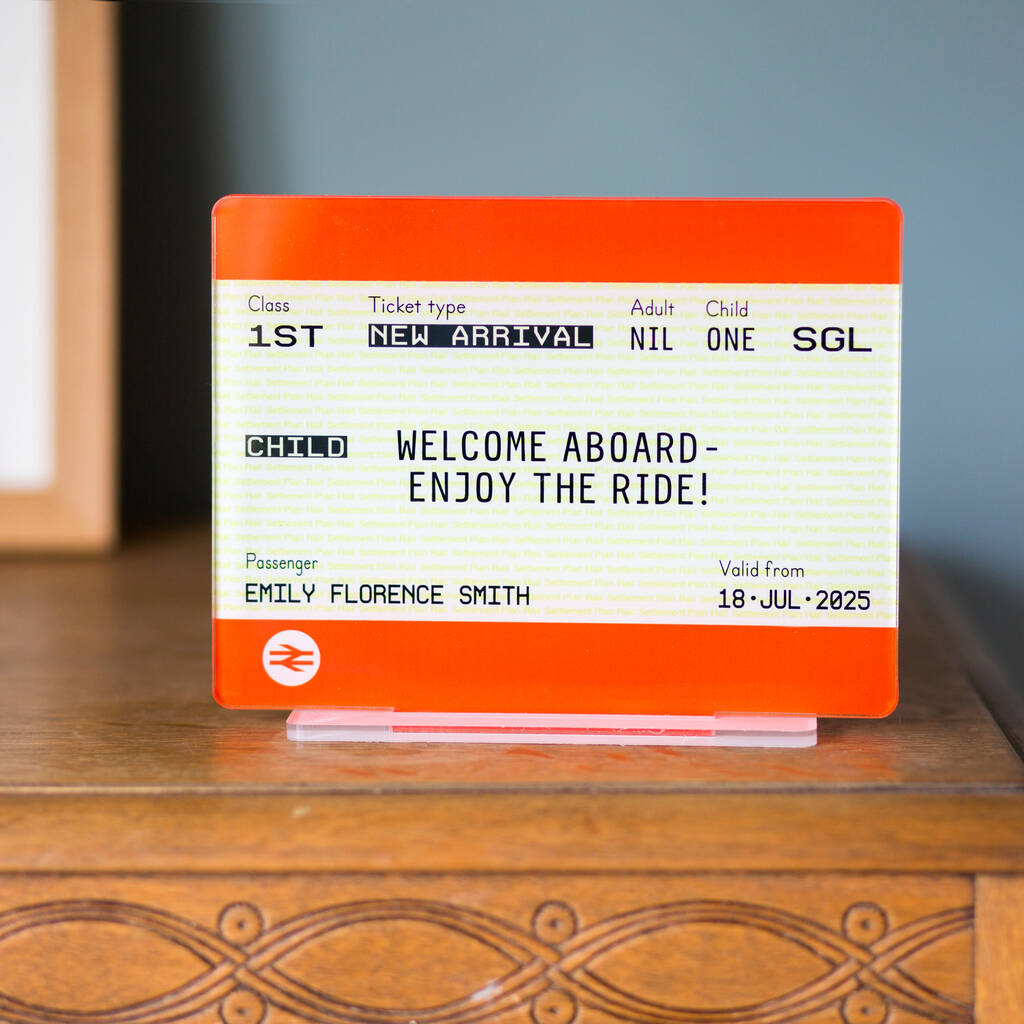 Class Ticket type Adult Child
1ST NEW ARRIVAL NIL ONE SGL
CHILD WELCOME ABOARD-
ENJOY THE RIDE!
Passenger Valid from
EMILY FLORENCE SMITH 18·JUL·2025